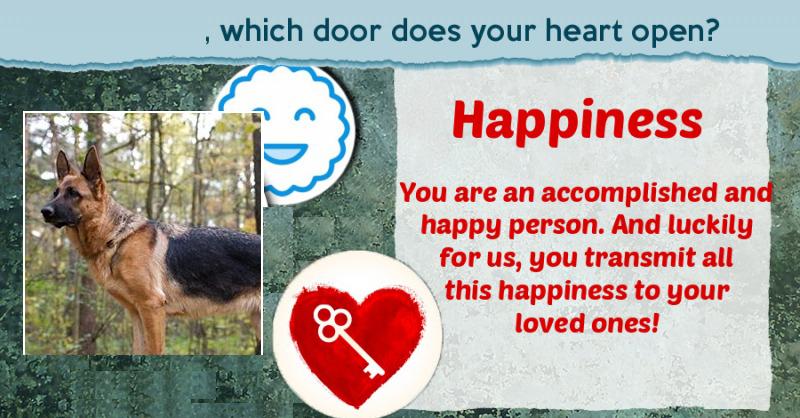 , which door does your heart open?
Happiness
You are an accomplished and
happy person. And luckily
for us, you transmit all
this happiness to your
loved ones!